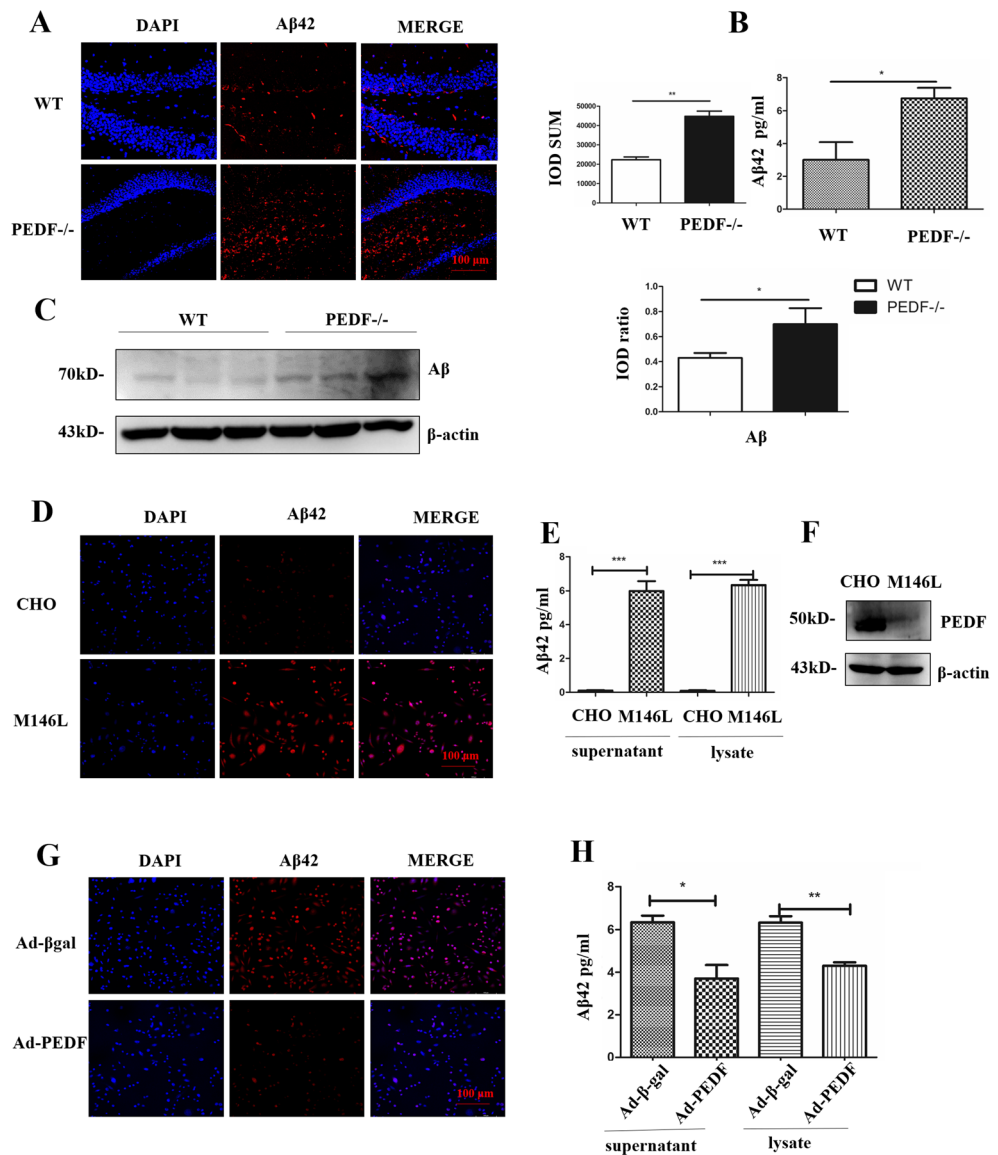 A
DAPI
Aβ42
MERGE
WT
PEDF-/-
100 μm
**
IOD SUM
50000
40000
30000
20000
10000
0
WT
PEDF-/-
B
*
Aβ42 pg/ml
8
6
4
2
0
WT
PEDF-/-
C
WT
PEDF-/-
70kD-
Aβ
43kD-
β-actin
WT
PEDF-/-
*
IOD ratio
1.0
0.8
0.6
0.4
0.2
0.0
Aβ
D
DAPI
Aβ42
MERGE
CHO
M146L
100 μm
E
***
***
Aβ42 pg/ml
8
6
4
2
0
CHO M146L
CHO M146L
supernatant
lysate
F
CHO M146L
50kD-
PEDF
43kD-
β-actin
G
DAPI
Aβ42
MERGE
Ad-βgal
Ad-PEDF
100 μm
H
*
**
Aβ42 pg/ml
8
6
4
2
0
Ad-β-gal
Ad-PEDF
Ad-β-gal
Ad-PEDF
supernatant
lysate